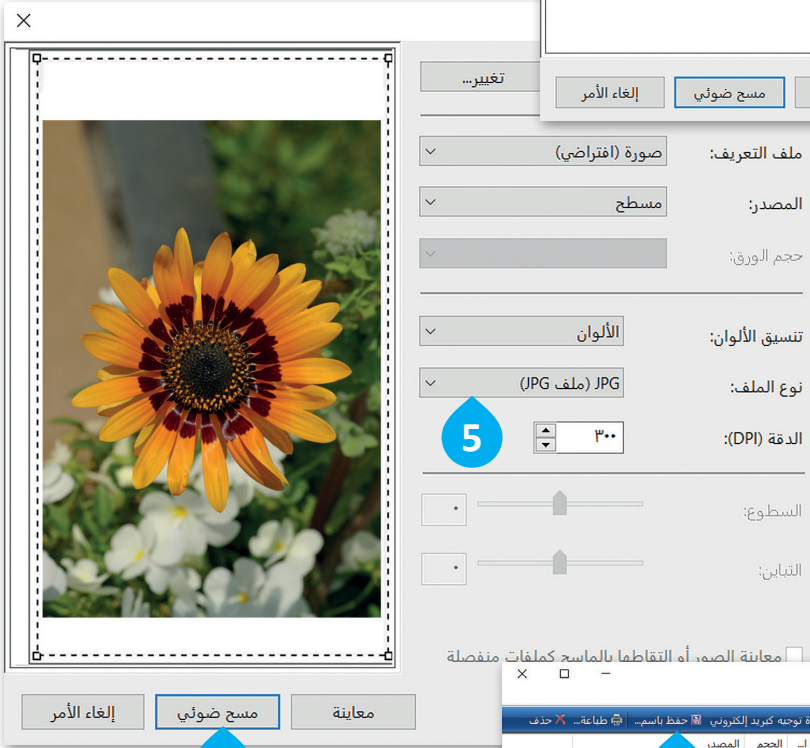 تغيير...
مسح ضوئي
إلغاء الأمر
ملف التعريف:
صورة (افتراضي)
المصدر:
مسطح
حجم الورق:
تنسيق الألوان:
الألوان
نوع الملف:
JPG (ملف JPG)
5
الدقة (DPI):
٣٠٠
السطوع:
٠
التباين:
٠
معاينة الصور أو التقاطها بالماسح كملفات منفصلة
معاينة
مسح ضوئي
إلغاء الأمر
توجيه كبريد إلكتروني حفظ باسم... طباعة... حذف
الحجم المصدر